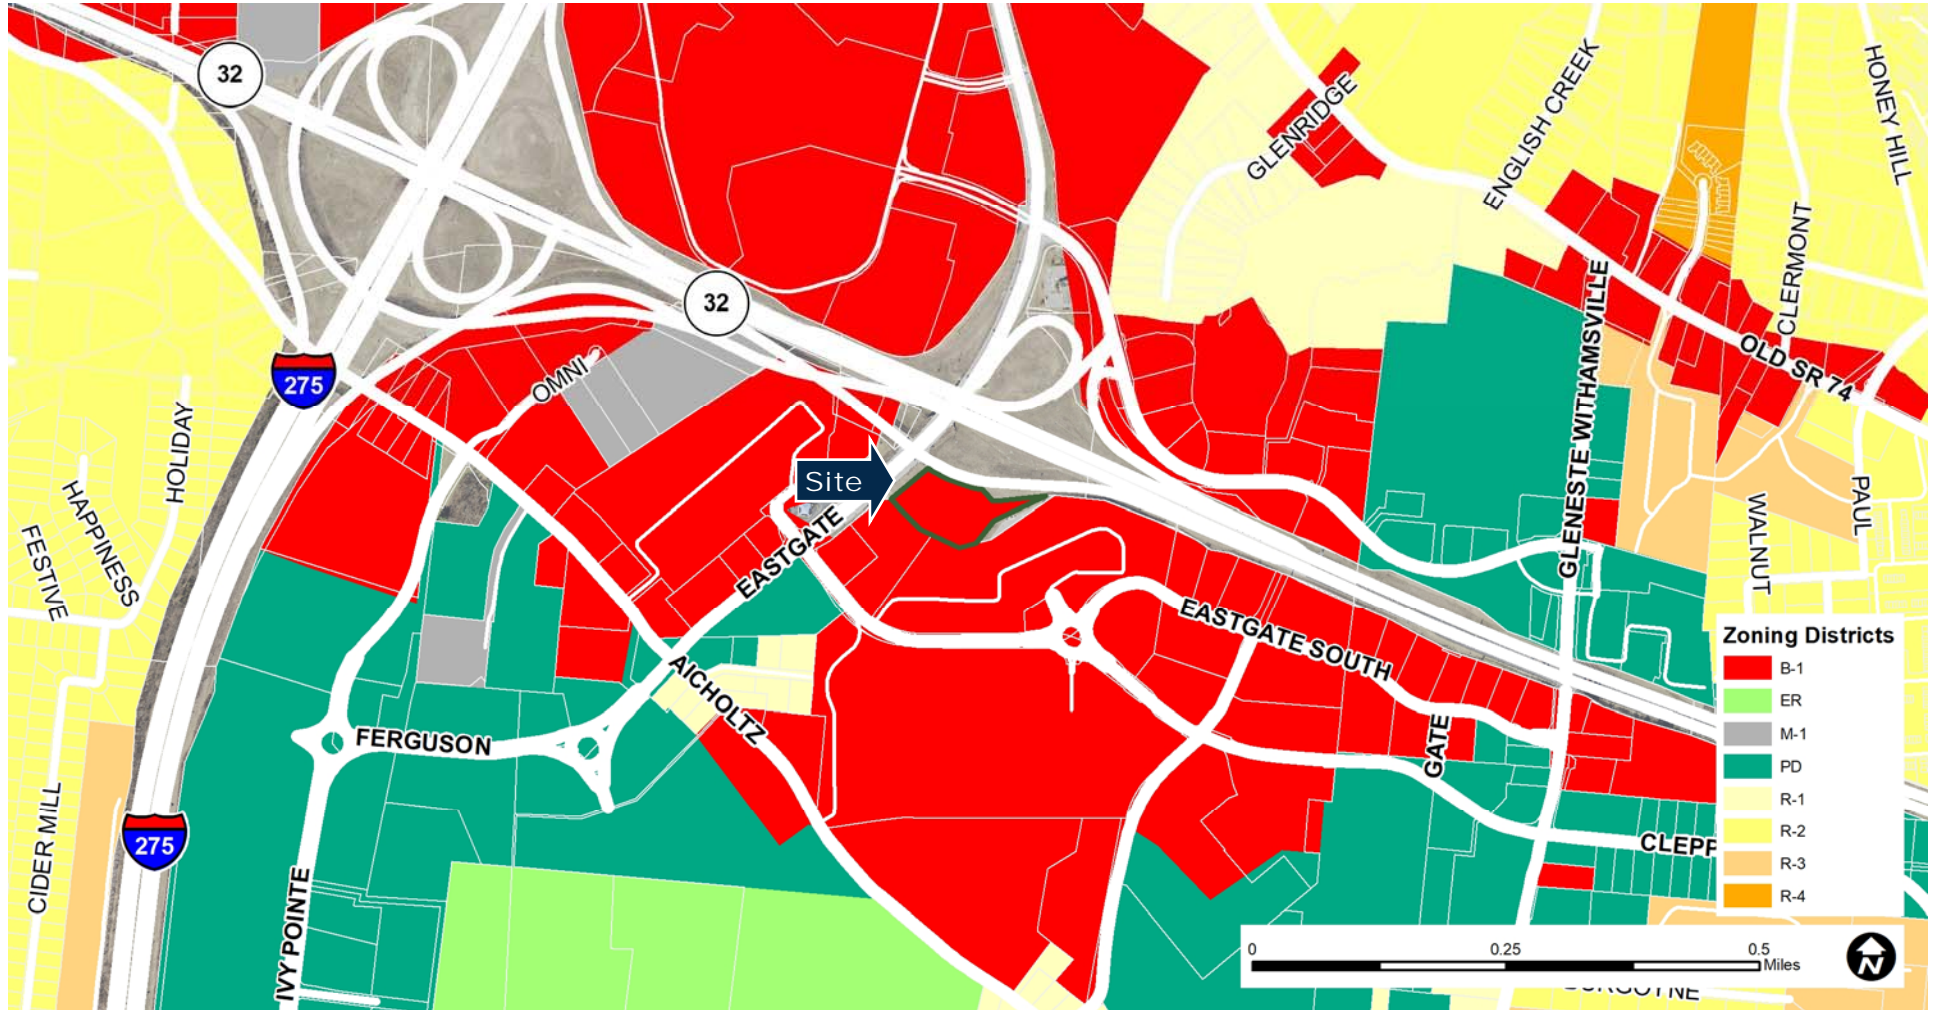 32
HONEY HILL
GLENRIDGE
ENGLISH CREEK
CLERMONT
32
GLENESTE WITHAMSVILLE
OLD SR 74
275
OMNI
HOLIDAY
HAPPINESS
FESTIVE
Site
EASTGATE
PAUL
WALNUT
EASTGATE SOUTH
Zoning Districts
B-1
ER
M-1
PD
R-1
R-2
R-3
R-4
AICHOLTZ
FERGUSON
GATE
275
CIDER MILL
CLEPP
IVY POINTE
0
0.25
0.5
Miles
N